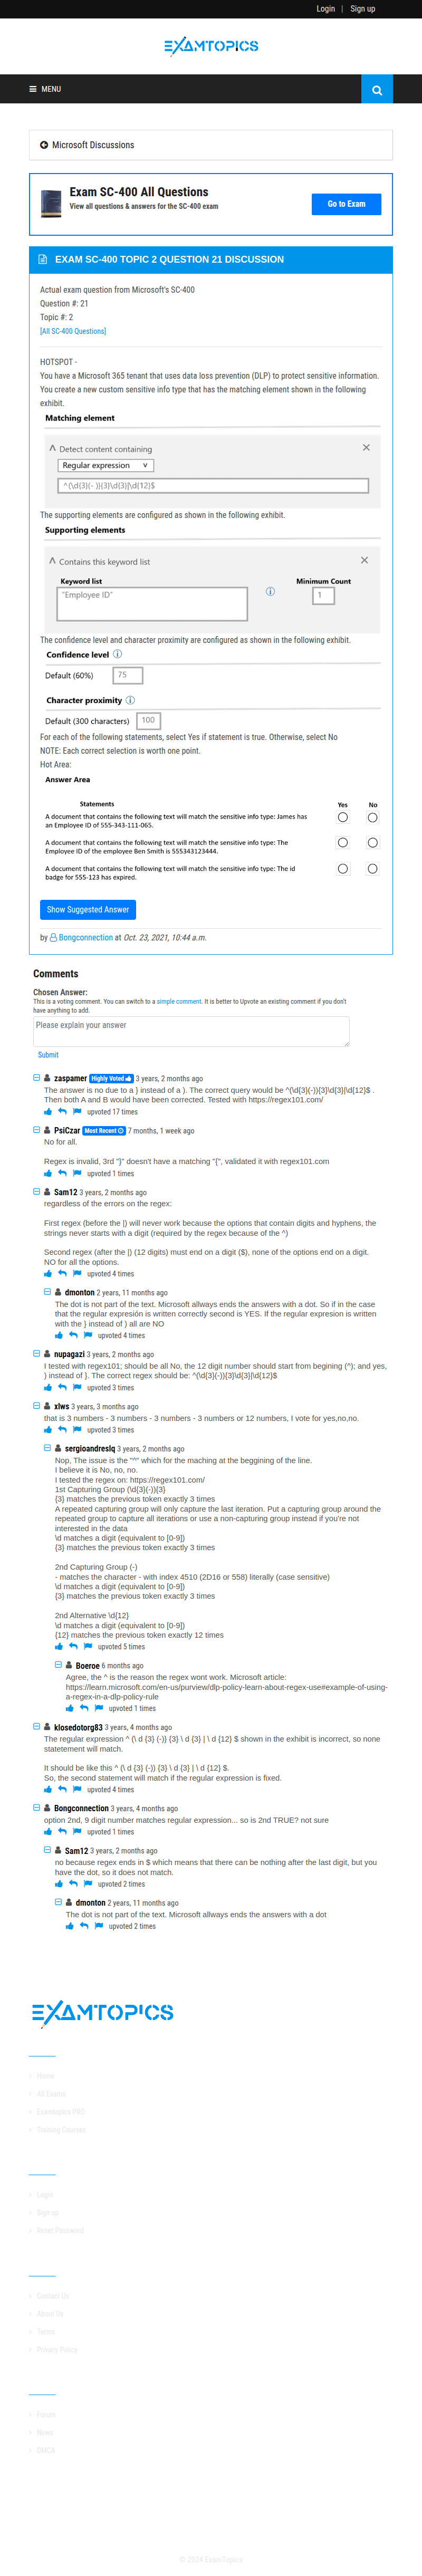 Login | Sign up
EXAMTOPICS
MENU
Microsoft Discussions
Exam SC-400 All Questions
View all questions & answers for the SC-400 exam
Go to Exam
EXAM SC-400 TOPIC 2 QUESTION 21 DISCUSSION
Actual exam question from Microsoft's SC-400
Question #: 21
Topic #: 2
[All SC-400 Questions]
HOTSPOT -
You have a Microsoft 365 tenant that uses data loss prevention (DLP) to protect sensitive information.
You create a new custom sensitive info type that has the matching element shown in the following
exhibit.
Matching element
Detect content containing
Regular expression
^(\d{3}(- )){3}\d{3}|\d{12}$
The supporting elements are configured as shown in the following exhibit.
Supporting elements
Contains this keyword list
Keyword list
Minimum Count
"Employee ID"
1
The confidence level and character proximity are configured as shown in the following exhibit.
Confidence level
Default (60%) 75
Character proximity
Default (300 characters) 100
For each of the following statements, select Yes if statement is true. Otherwise, select No
NOTE: Each correct selection is worth one point.
Hot Area:
Answer Area
Statements Yes No
A document that contains the following text will match the sensitive info type: James has
an Employee ID of 555-343-111-065.
A document that contains the following text will match the sensitive info type: The
Employee ID of the employee Ben Smith is 555343123444.
A document that contains the following text will match the sensitive info type: The id
badge for 555-123 has expired.
Show Suggested Answer
by Bongconnection at Oct. 23, 2021, 10:44 a.m.
Comments
Chosen Answer:
This is a voting comment. You can switch to a simple comment. It is better to Upvote an existing comment if you don't
have anything to add.
Please explain your answer
Submit
zaspamer Highly Voted 3 years, 2 months ago
The answer is no due to a ) instead of a ). The correct query would be ^(\d{3}(-)){3}\d{3}|\d{12}$ .
Then both A and B would have been corrected. Tested with https://regex101.com/
upvoted 17 times
PsiCzar Most Recent 7 months, 1 week ago
No for all.
Regex is invalid, 3rd "}" doesn't have a matching "{", validated it with regex101.com
upvoted 1 times
Sam12 3 years, 2 months ago
regardless of the errors on the regex:
First regex (before the |) will never work because the options that contain digits and hyphens, the
strings never starts with a digit (required by the regex because of the ^)
Second regex (after the |) (12 digits) must end on a digit ($), none of the options end on a digit.
NO for all the options.
upvoted 4 times
dmonton 2 years, 11 months ago
The dot is not part of the text. Microsoft allways ends the answers with a dot. So if in the case
that the regular expresión is written correctly second is YES. If the regular expresion is written
with the } instead of ) all are NO
upvoted 4 times
nupagazi 3 years, 2 months ago
I tested with regex101; should be all No, the 12 digit number should start from begining (^); and yes,
) instead of }. The correct regex should be: ^(\d{3}(-)){3}\d{3}|\d{12}$
upvoted 3 times
xlws 3 years, 3 months ago
that is 3 numbers - 3 numbers - 3 numbers - 3 numbers or 12 numbers, I vote for yes,no,no.
upvoted 3 times
sergioandreslq 3 years, 2 months ago
Nop, The issue is the "^" which for the maching at the beggining of the line.
I believe it is No, no, no.
I tested the regex on: https://regex101.com/
1st Capturing Group (\d{3}(-)){3}
{3} matches the previous token exactly 3 times
A repeated capturing group will only capture the last iteration. Put a capturing group around the
repeated group to capture all iterations or use a non-capturing group instead if you're not
interested in the data
\d matches a digit (equivalent to [0-9])
{3} matches the previous token exactly 3 times
2nd Capturing Group (-)
- matches the character - with index 4510 (2D16 or 558) literally (case sensitive)
\d matches a digit (equivalent to [0-9])
{3} matches the previous token exactly 3 times
2nd Alternative \d{12}
\d matches a digit (equivalent to [0-9])
{12} matches the previous token exactly 12 times
upvoted 5 times
Boeroe 6 months ago
Agree, the ^ is the reason the regex wont work. Microsoft article:
https://learn.microsoft.com/en-us/purview/dlp-policy-learn-about-regex-use#example-of-using-
a-regex-in-a-dlp-policy-rule
upvoted 1 times
klosedotorg83 3 years, 4 months ago
The regular expression ^ (\ d {3} (-)} {3} \ d {3} | \ d {12} $ shown in the exhibit is incorrect, so none
statetement will match.
It should be like this ^ (\ d {3} (-)) {3} \ d {3} | \ d {12} $.
So, the second statement will match if the regular expression is fixed.
upvoted 4 times
Bongconnection 3 years, 4 months ago
option 2nd, 9 digit number matches regular expression... so is 2nd TRUE? not sure
upvoted 1 times
Sam12 3 years, 2 months ago
no because regex ends in $ which means that there can be nothing after the last digit, but you
have the dot, so it does not match.
upvoted 2 times
dmonton 2 years, 11 months ago
The dot is not part of the text. Microsoft allways ends the answers with a dot
upvoted 2 times
EXAMTOPICS
Home
All Exams
Examtopics PRO
Training Courses
Login
Sign up
Reset Password
Contact Us
About Us
Terms
Privacy Policy
Forum
News
DMCA
© 2024 ExamTopics